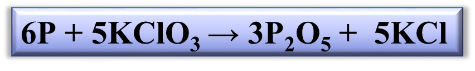 6P + 5KClO₃ → 3P₂O₅ + 5KCl